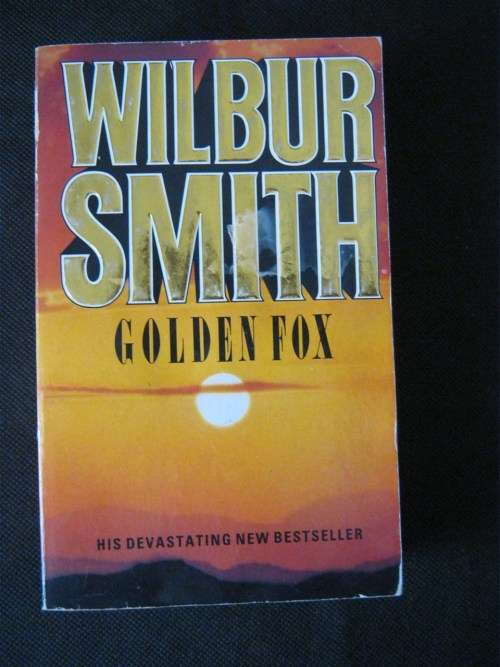 WILBUR
SMITH
GOLDEN FOX
HIS DEVASTATING NEW BESTSELLER